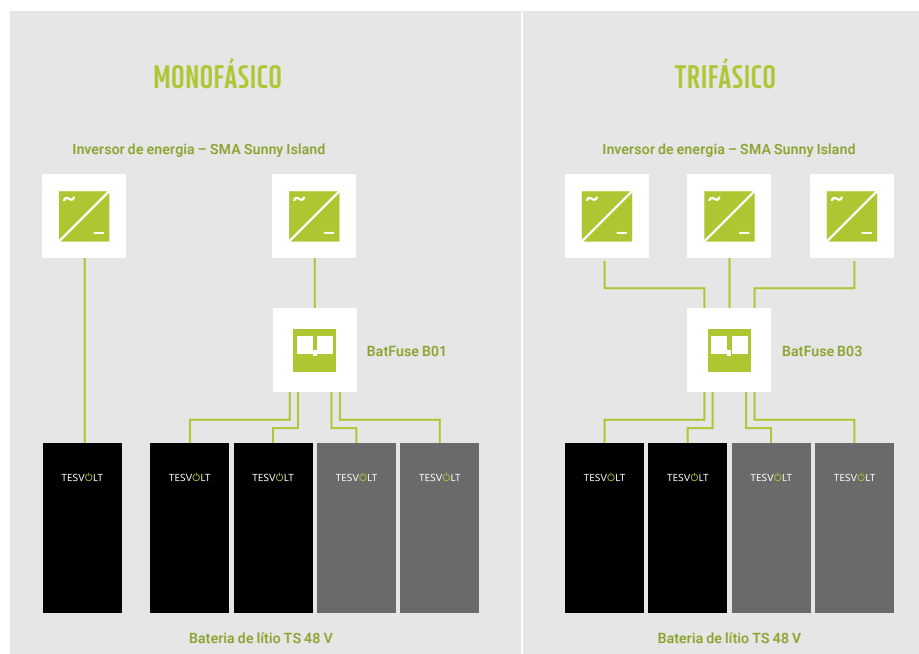 MONOFÁSICO
Inversor de energia – SMA Sunny Island
BatFuse B01
TESVOLT
TESVOLT
TESVOLT
TESVOLT
TESVOLT
Bateria de lítio TS 48 V
TRIFÁSICO
Inversor de energia – SMA Sunny Island
BatFuse B03
TESVOLT
TESVOLT
TESVOLT
TESVOLT
Bateria de lítio TS 48 V